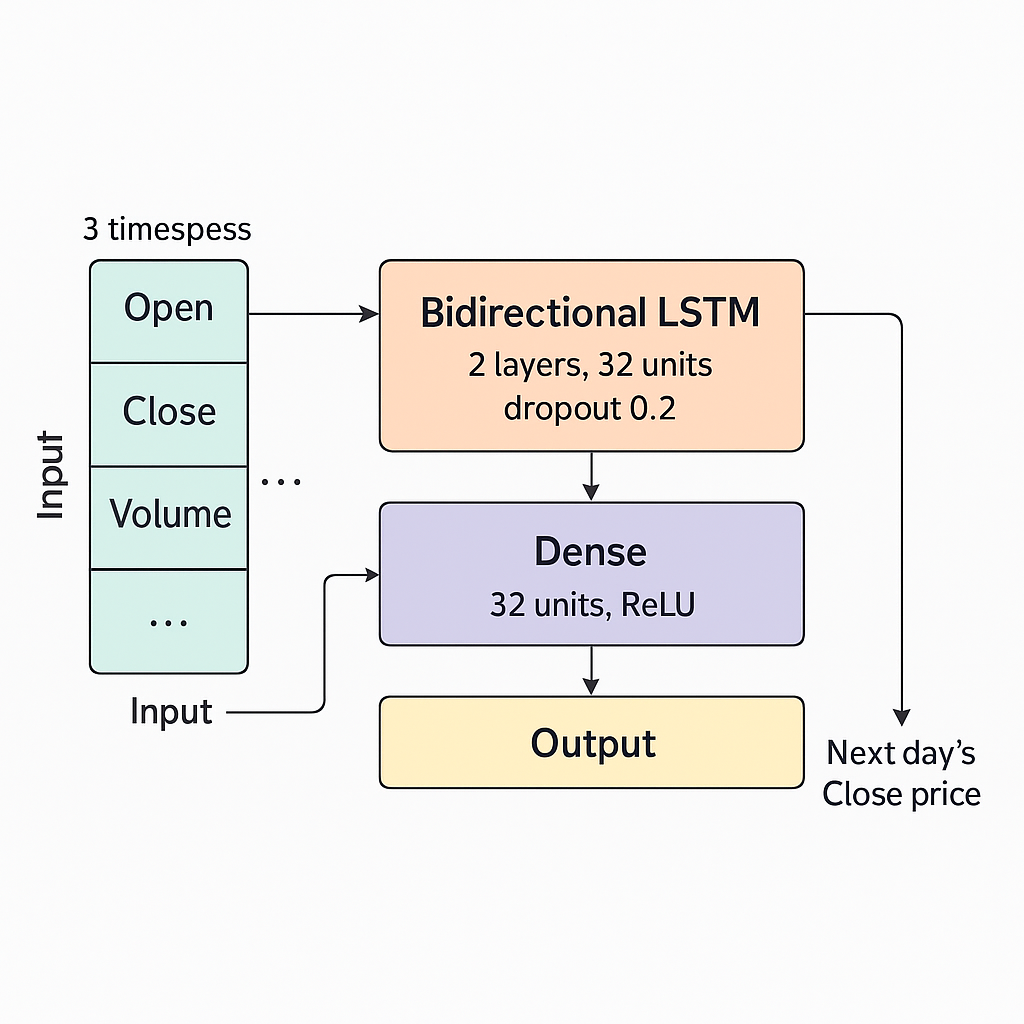 3 timespess
Input
Open
Close
Volume
...
...
Input
Bidirectional LSTM
2 layers, 32 units
dropout 0.2
Dense
32 units, ReLU
Output
Next day’s
Close price